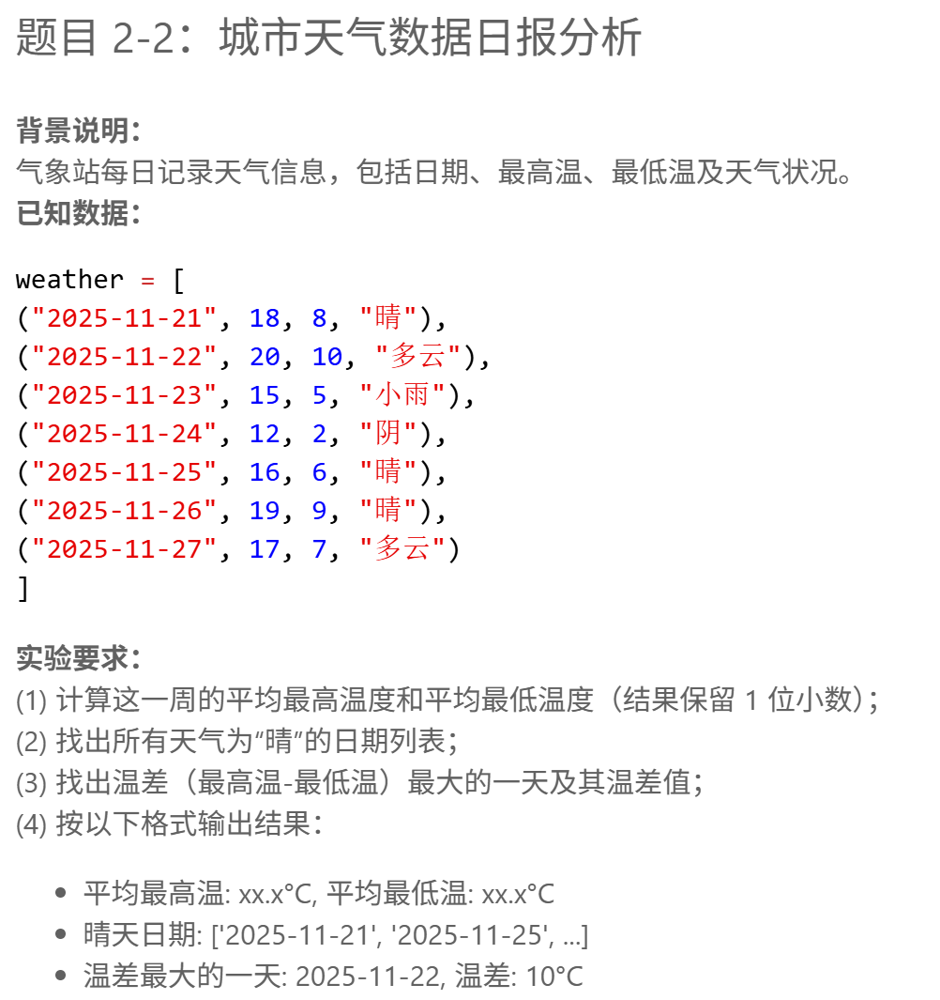 题目 2-2：城市天气数据日报分析
背景说明：
气象站每日记录天气信息，包括日期、最高温、最低温及天气状况。
已知数据：
weather = [
("2025-11-21", 18, 8, "晴"),
("2025-11-22", 20, 10, "多云"),
("2025-11-23", 15, 5, "小雨"),
("2025-11-24", 12, 2, "阴"),
("2025-11-25", 16, 6, "晴"),
("2025-11-26", 19, 9, "晴"),
("2025-11-27", 17, 7, "多云")
]
实验要求：
(1) 计算这一周的平均最高温度和平均最低温度（结果保留 1 位小数）；
(2) 找出所有天气为“晴”的日期列表；
(3) 找出温差（最高温-最低温）最大的一天及其温差值；
(4) 按以下格式输出结果：
• 平均最高温: xx.x°C, 平均最低温: xx.x°C
• 晴天日期: ['2025-11-21', '2025-11-25', ...]
• 温差最大的一天: 2025-11-22, 温差: 10°C